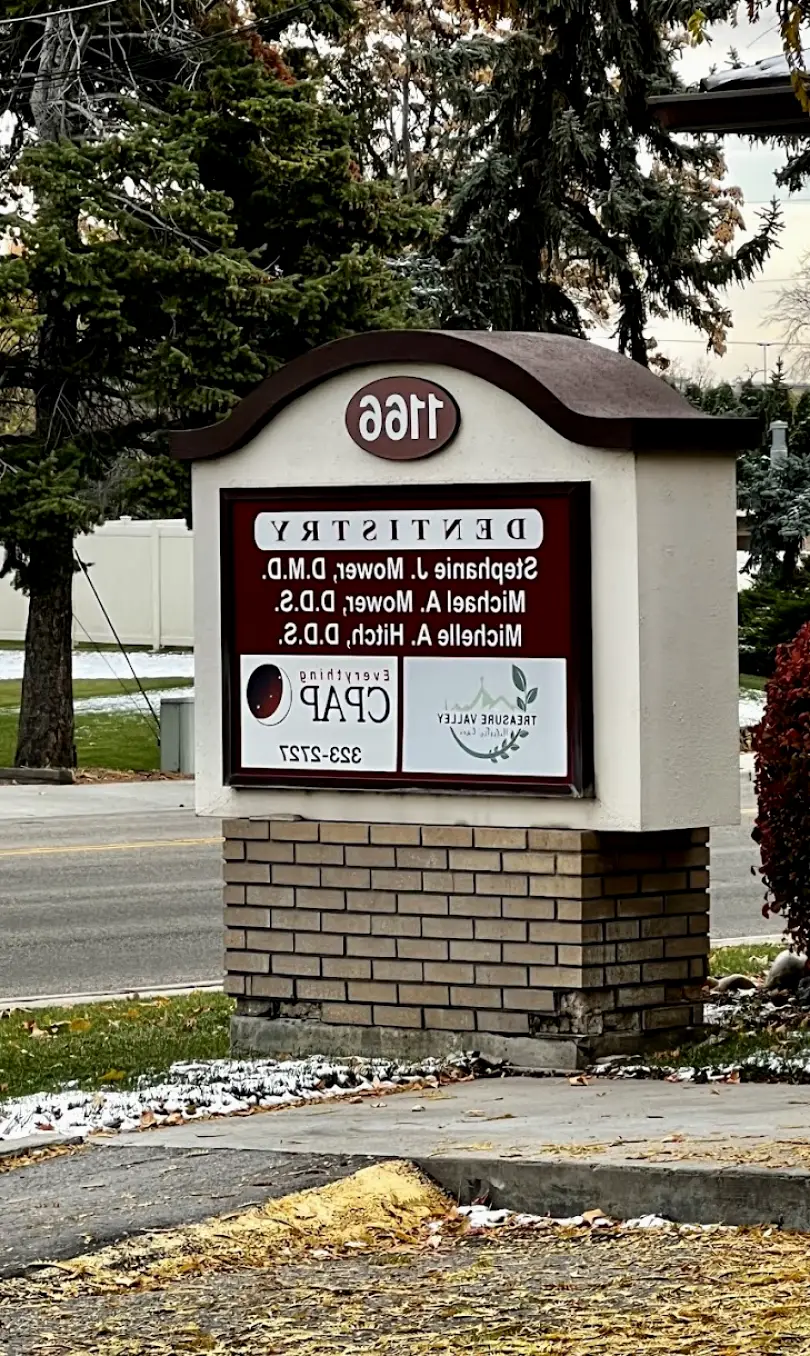 1166
DENTISTRY
Stephanie J. Mower, D.M.D.
Michael A. Mower, D.D.S.
Michelle A. Hitch, D.D.S.
Everything
CPAP
323-2727
TREASURE VALLEY